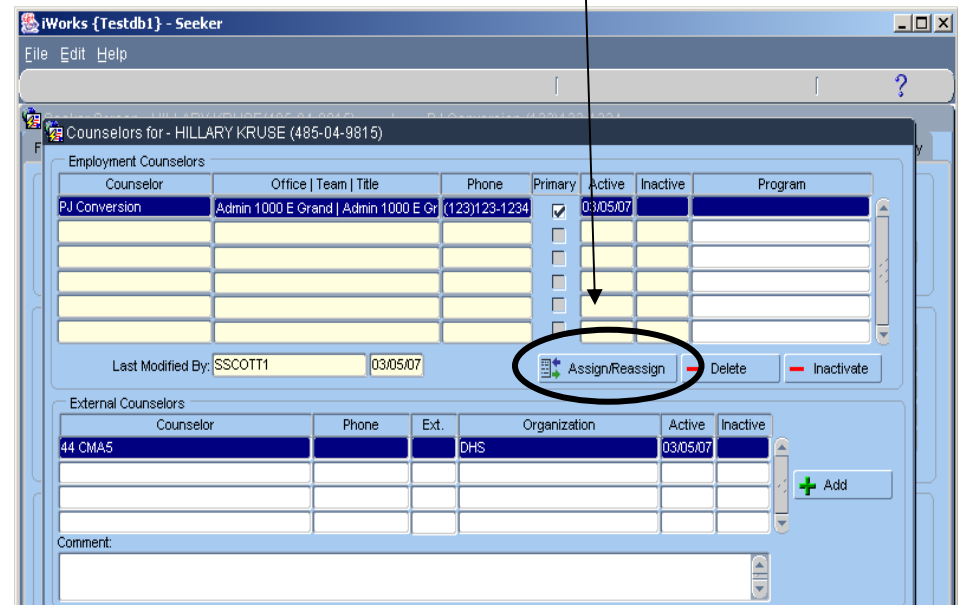 iWorks {Testdb1} - Seeker
File Edit Help
?
Counselors for - HILLARY KRUSE (485-04-9815)
F
y
Employment Counselors
Counselor Office | Team | Title Phone Primary Active Inactive Program
PJ Conversion Admin 1000 E Grand | Admin 1000 E Gr (123)123-1234 03/05/07
Last Modified By: SSCOTT1 03/05/07 Assign/Reassign Delete Inactivate
External Counselors
Counselor Phone Ext. Organization Active Inactive
44 CMA5 DHS 03/05/07
Add
Comment: